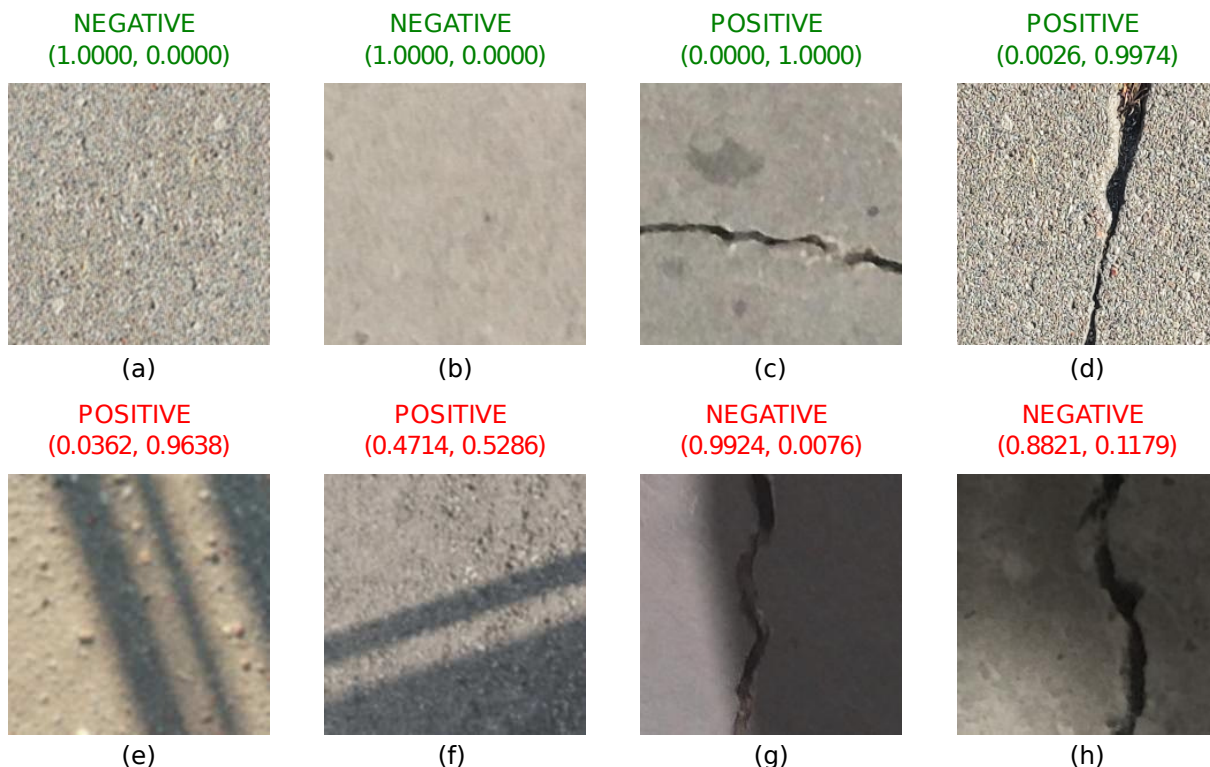 NEGATIVE
(1.0000, 0.0000)
NEGATIVE
(1.0000, 0.0000)
POSITIVE
(0.0000, 1.0000)
POSITIVE
(0.0026, 0.9974)
(a)
(b)
(c)
(d)
POSITIVE
(0.0362, 0.9638)
POSITIVE
(0.4714, 0.5286)
NEGATIVE
(0.9924, 0.0076)
NEGATIVE
(0.8821, 0.1179)
(e)
(f)
(g)
(h)